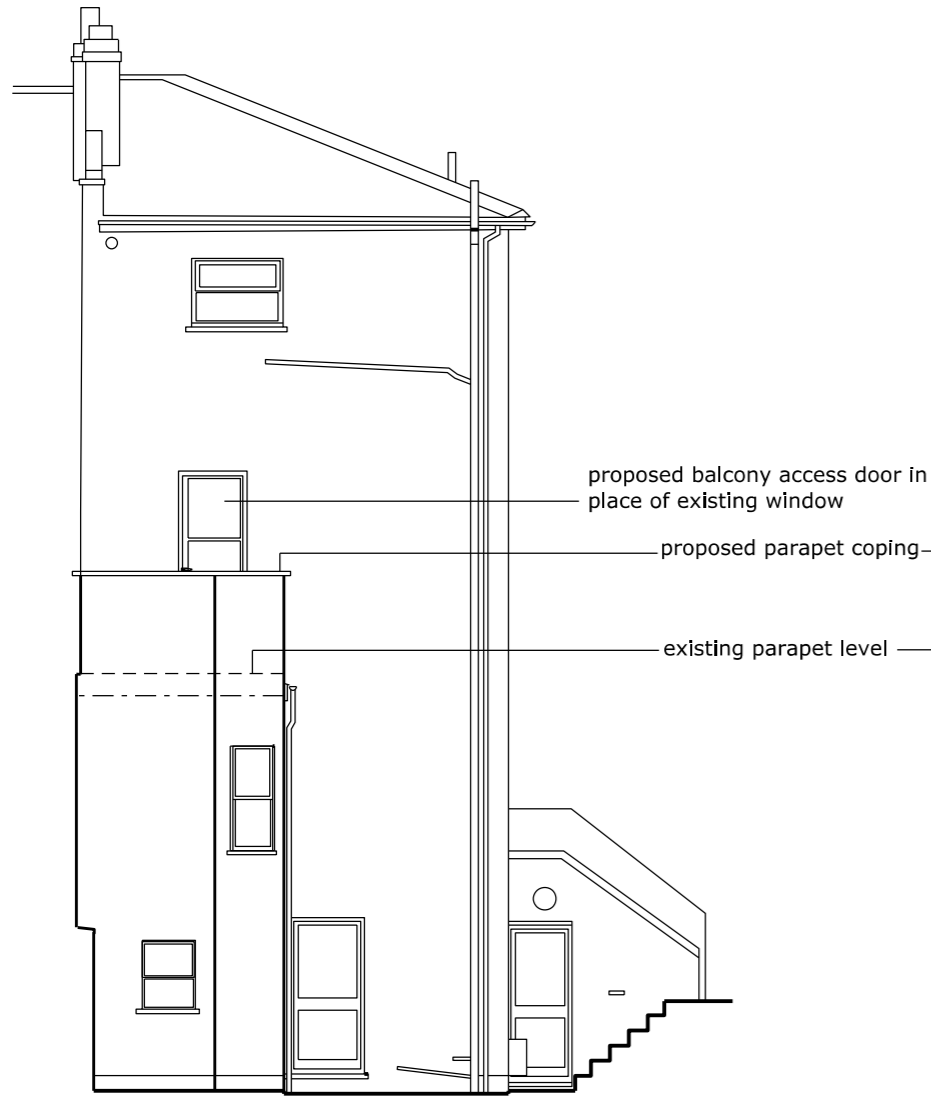 proposed balcony access door in
place of existing window
proposed parapet coping
existing parapet level